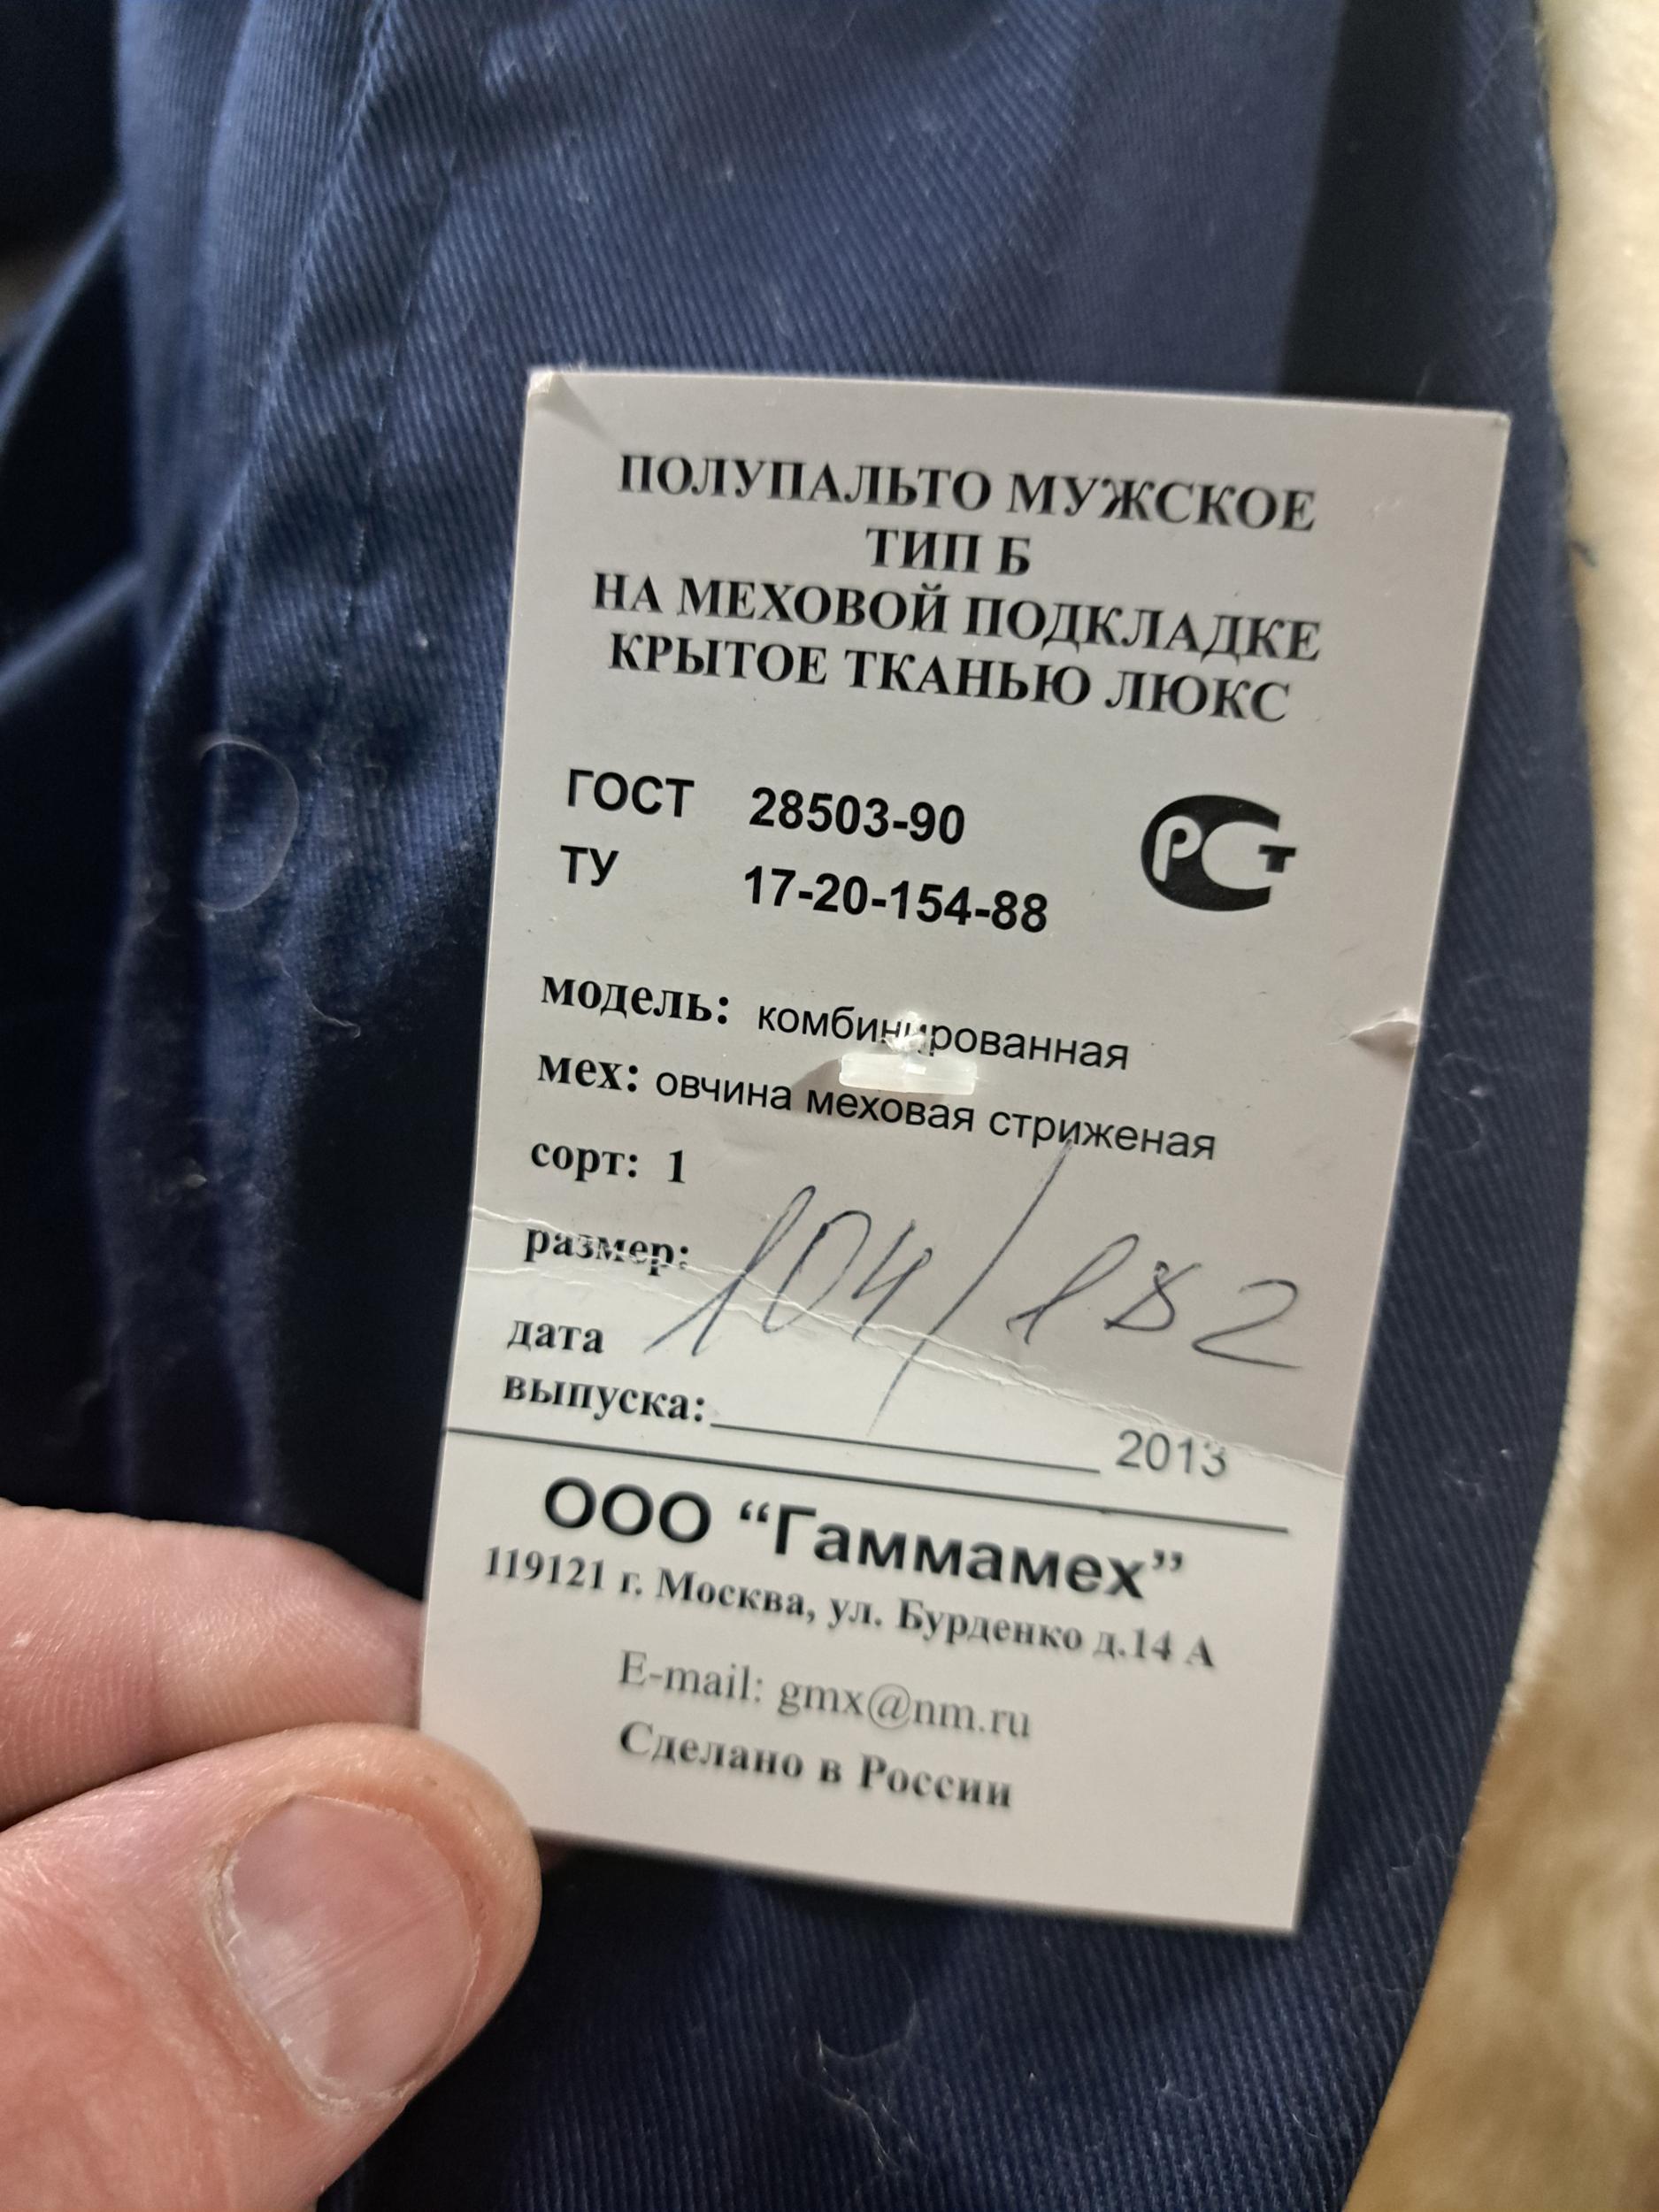 ПОЛУПАЛЬТО МУЖСКОЕ
ТИП Б
НА МЕХОВОЙ ПОДКЛАДКЕ
КРЫТОЕ ТКАНЬЮ ЛЮКС
ГОСТ 28503-90
ТУ 17-20-154-88
РСТ
модель: комбинированная
мех: овчина меховая стриженая
сорт: 1
размер: 104/182
дата
выпуска: 2013
ООО “Гаммамех”
119121 г. Москва, ул. Бурденко д.14 А
E-mail: gmx@nm.ru
Сделано в России